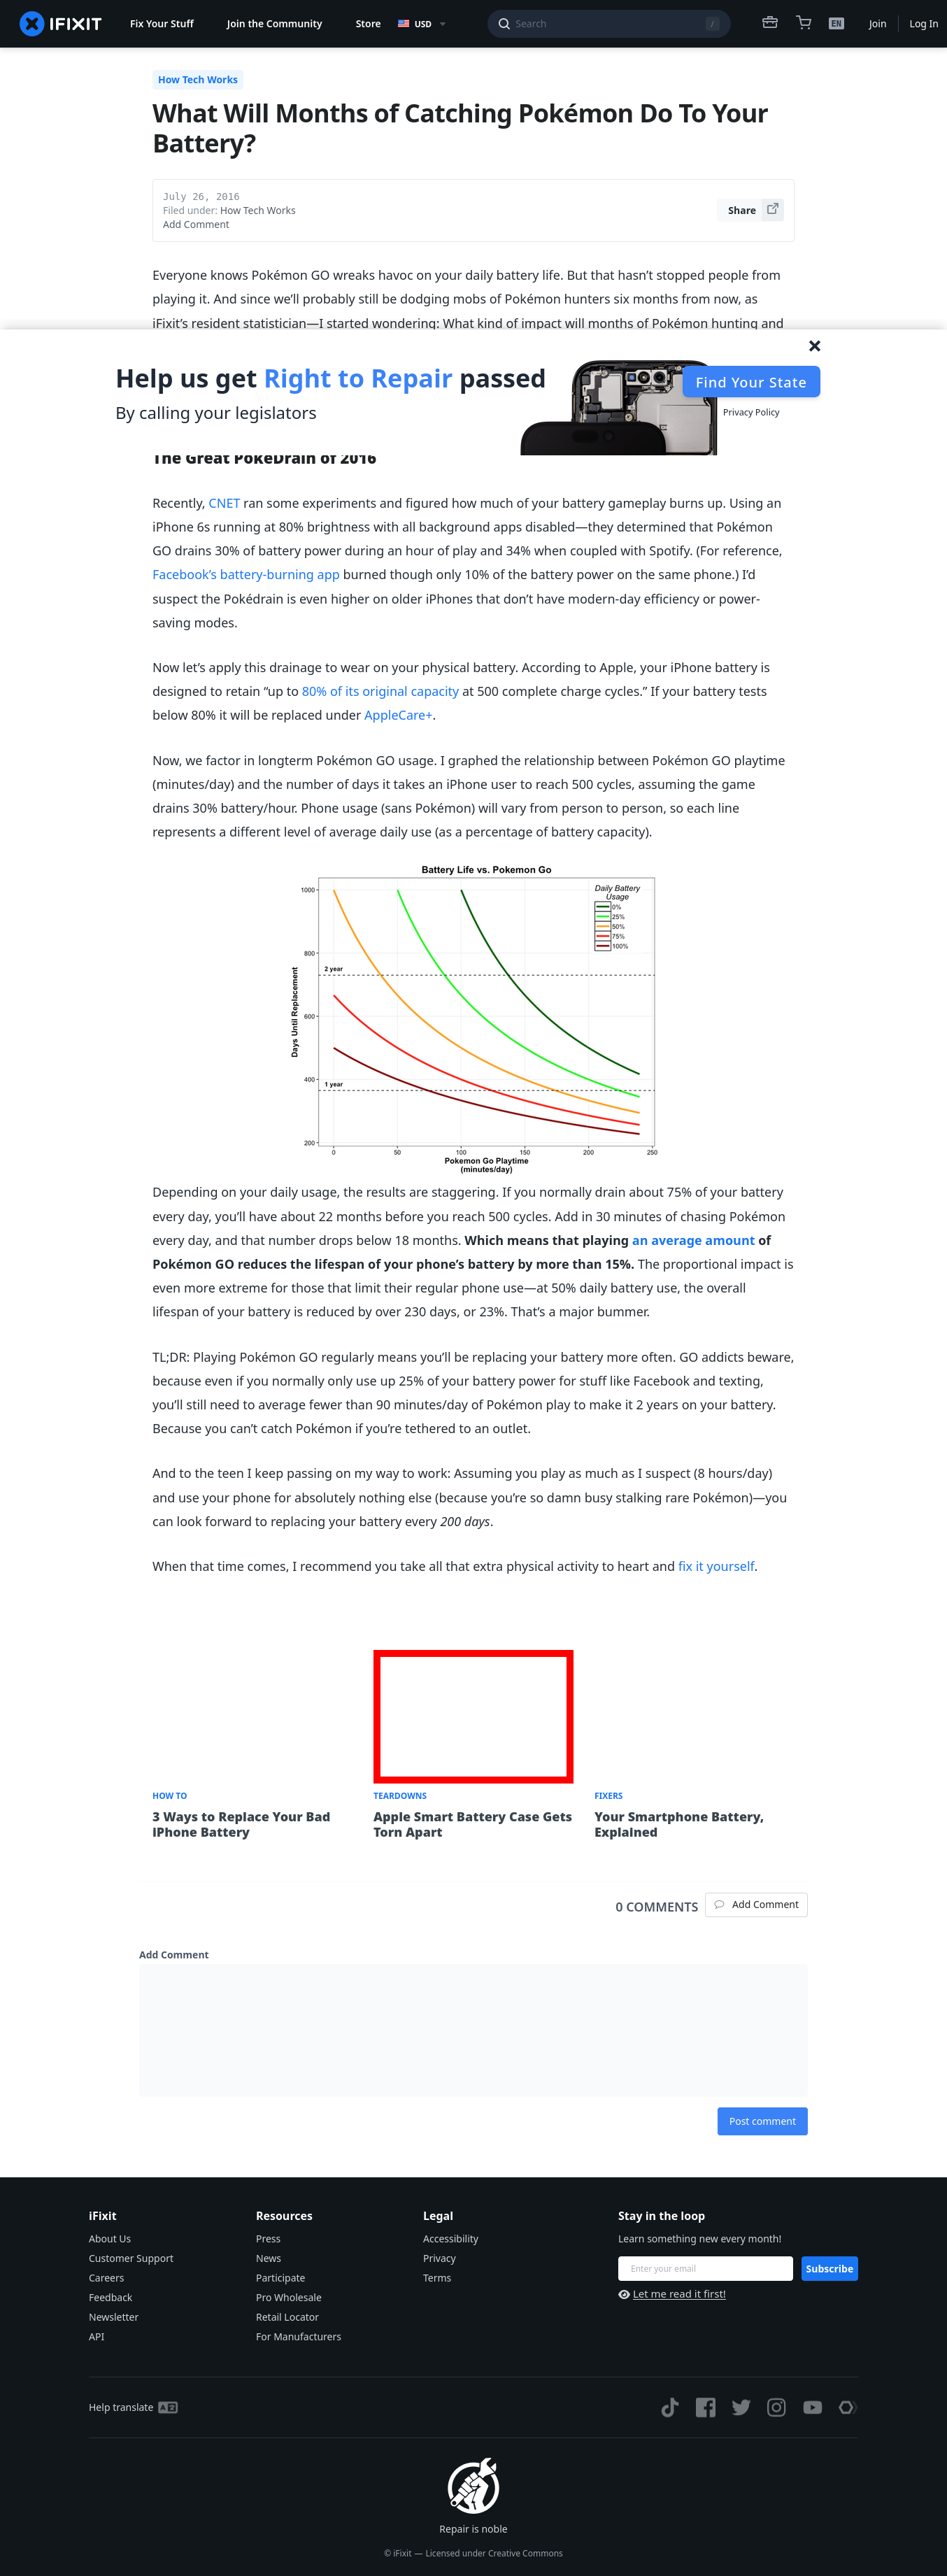 IFIXIT
Fix Your Stuff
Join the Community
Store
USD
Search
/
EN
Join
Log In
How Tech Works
What Will Months of Catching Pokémon Do To Your
Battery?
July 26, 2016
Filed under: How Tech Works
Add Comment
Share
Everyone knows Pokémon GO wreaks havoc on your daily battery life. But that hasn’t stopped people from
playing it. And since we’ll probably still be dodging mobs of Pokémon hunters six months from now, as
iFixit’s resident statistician—I started wondering: What kind of impact will months of Pokémon hunting and
Help us get Right to Repair passed
By calling your legislators
Find Your State
Privacy Policy
The Great PokéDrain of 2016
Recently, CNET ran some experiments and figured how much of your battery gameplay burns up. Using an
iPhone 6s running at 80% brightness with all background apps disabled—they determined that Pokémon
GO drains 30% of battery power during an hour of play and 34% when coupled with Spotify. (For reference,
Facebook’s battery-burning app burned though only 10% of the battery power on the same phone.) I’d
suspect the Pokédrain is even higher on older iPhones that don’t have modern-day efficiency or power-
saving modes.
Now let’s apply this drainage to wear on your physical battery. According to Apple, your iPhone battery is
designed to retain “up to 80% of its original capacity at 500 complete charge cycles.” If your battery tests
below 80% it will be replaced under AppleCare+.
Now, we factor in longterm Pokémon GO usage. I graphed the relationship between Pokémon GO playtime
(minutes/day) and the number of days it takes an iPhone user to reach 500 cycles, assuming the game
drains 30% battery/hour. Phone usage (sans Pokémon) will vary from person to person, so each line
represents a different level of average daily use (as a percentage of battery capacity).
Battery Life vs. Pokemon Go
Daily Battery
Usage
0%
25%
50%
75%
100%
1000
800
2 year
600
400
1 year
200
Days Until Replacement
0 50 100 150 200 250
Pokemon Go Playtime
(minutes/day)
Depending on your daily usage, the results are staggering. If you normally drain about 75% of your battery
every day, you’ll have about 22 months before you reach 500 cycles. Add in 30 minutes of chasing Pokémon
every day, and that number drops below 18 months. Which means that playing an average amount of
Pokémon GO reduces the lifespan of your phone’s battery by more than 15%. The proportional impact is
even more extreme for those that limit their regular phone use—at 50% daily battery use, the overall
lifespan of your battery is reduced by over 230 days, or 23%. That’s a major bummer.
TL;DR: Playing Pokémon GO regularly means you’ll be replacing your battery more often. GO addicts beware,
because even if you normally only use up 25% of your battery power for stuff like Facebook and texting,
you’ll still need to average fewer than 90 minutes/day of Pokémon play to make it 2 years on your battery.
Because you can’t catch Pokémon if you’re tethered to an outlet.
And to the teen I keep passing on my way to work: Assuming you play as much as I suspect (8 hours/day)
and use your phone for absolutely nothing else (because you’re so damn busy stalking rare Pokémon)—you
can look forward to replacing your battery every 200 days.
When that time comes, I recommend you take all that extra physical activity to heart and fix it yourself.
HOW TO
3 Ways to Replace Your Bad
IPhone Battery
TEARDOWNS
Apple Smart Battery Case Gets
Torn Apart
FIXERS
Your Smartphone Battery,
Explained
0 COMMENTS
Add Comment
Add Comment
Post comment
iFixit
About Us
Customer Support
Careers
Feedback
Newsletter
API
Resources
Press
News
Participate
Pro Wholesale
Retail Locator
For Manufacturers
Legal
Accessibility
Privacy
Terms
Stay in the loop
Learn something new every month!
Enter your email
Subscribe
Let me read it first!
Help translate
Repair is noble
© iFixit — Licensed under Creative Commons